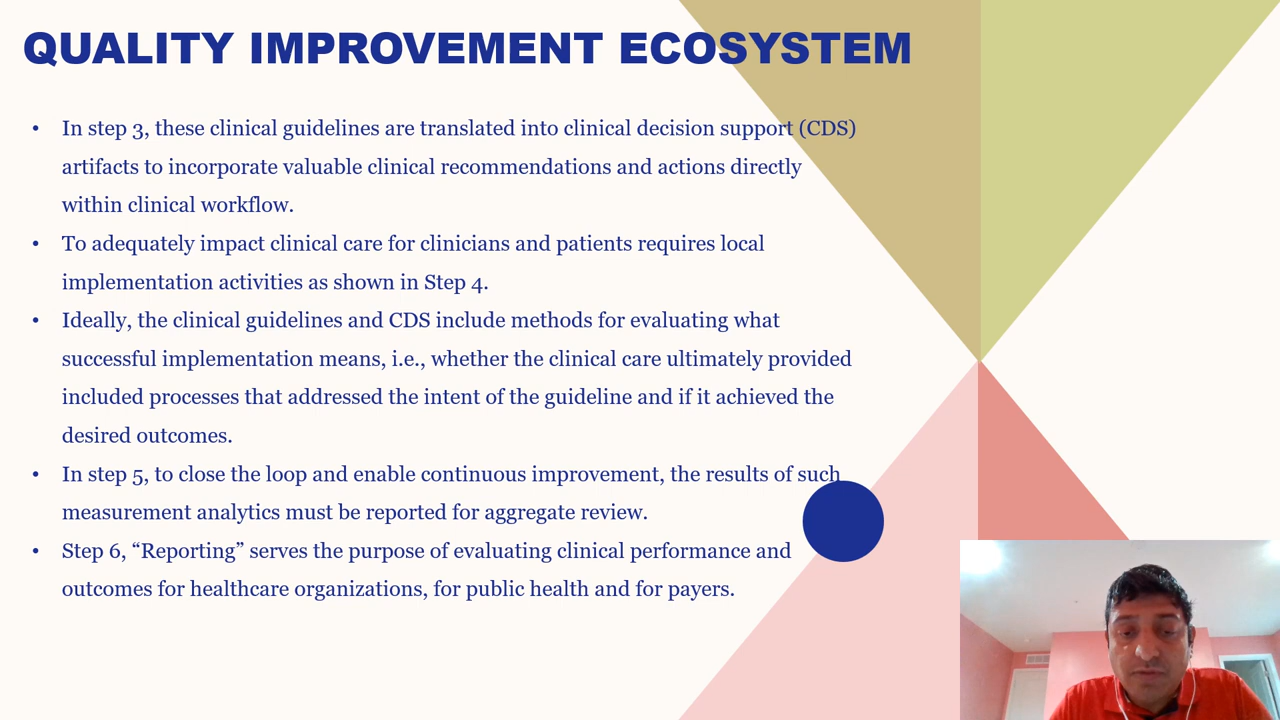 QUALITY IMPROVEMENT ECOSYSTEM
• In step 3, these clinical guidelines are translated into clinical decision support (CDS)
artifacts to incorporate valuable clinical recommendations and actions directly
within clinical workflow.
• To adequately impact clinical care for clinicians and patients requires local
implementation activities as shown in Step 4.
• Ideally, the clinical guidelines and CDS include methods for evaluating what
successful implementation means, i.e., whether the clinical care ultimately provided
included processes that addressed the intent of the guideline and if it achieved the
desired outcomes.
• In step 5, to close the loop and enable continuous improvement, the results of such
measurement analytics must be reported for aggregate review.
• Step 6, “Reporting” serves the purpose of evaluating clinical performance and
outcomes for healthcare organizations, for public health and for payers.